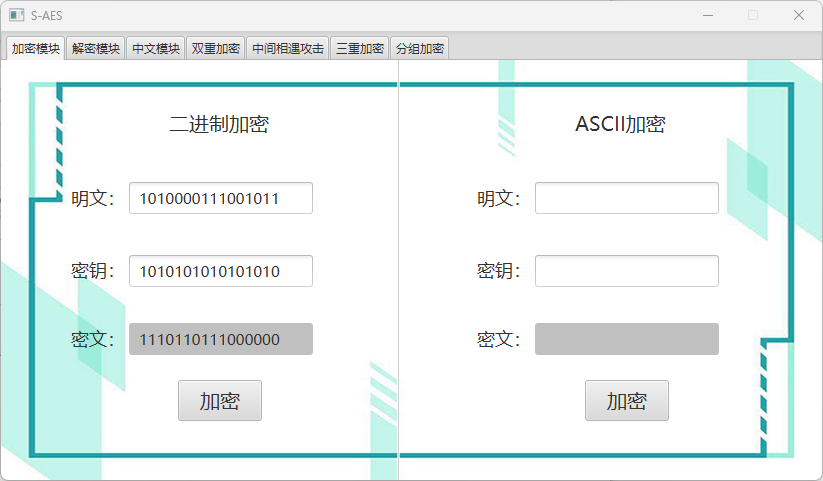 S-AES
加密模块 解密模块 中文模块 双重加密 中间相遇攻击 三重加密 分组加密
二进制加密
明文： 1010000111001011
密钥： 1010101010101010
密文： 1110110111000000
加密
ASCII加密
明文：
密钥：
密文：
加密